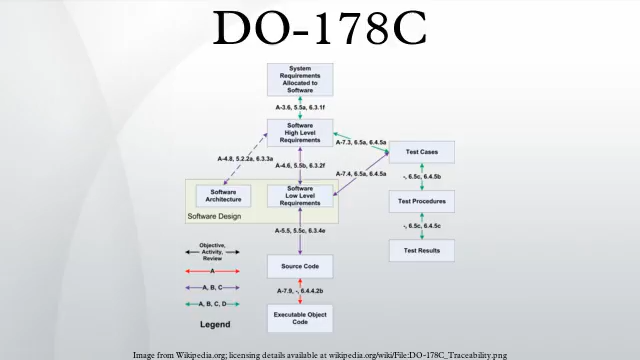 DO-178C
System
Requirements
Allocated to
Software
A-3.6, 5.5a, 6.3.1f
Software
High Level
Requirements
A-7.3, 6.5a, 6.4.5a
Test Cases
A-4.8, 5.2.2a, 6.3.3a
A-4.6, 5.5b, 6.3.2f
A-7.4, 6.5a, 6.4.5a
-, 6.5c, 6.4.5b
Software
Architecture
Software
Low Level
Requirements
Software Design
Test Procedures
-, 6.5c, 6.4.5c
A-5.5, 5.5c, 6.3.4e
Test Results
Objective,
Activity,
Review
A
A, B, C
A, B, C, D
Legend
Source Code
A-7.9, -, 6.4.4.2b
Executable Object
Code
Image from Wikipedia.org; licensing details available at wikipedia.org/wiki/File:DO-178C_Traceability.png